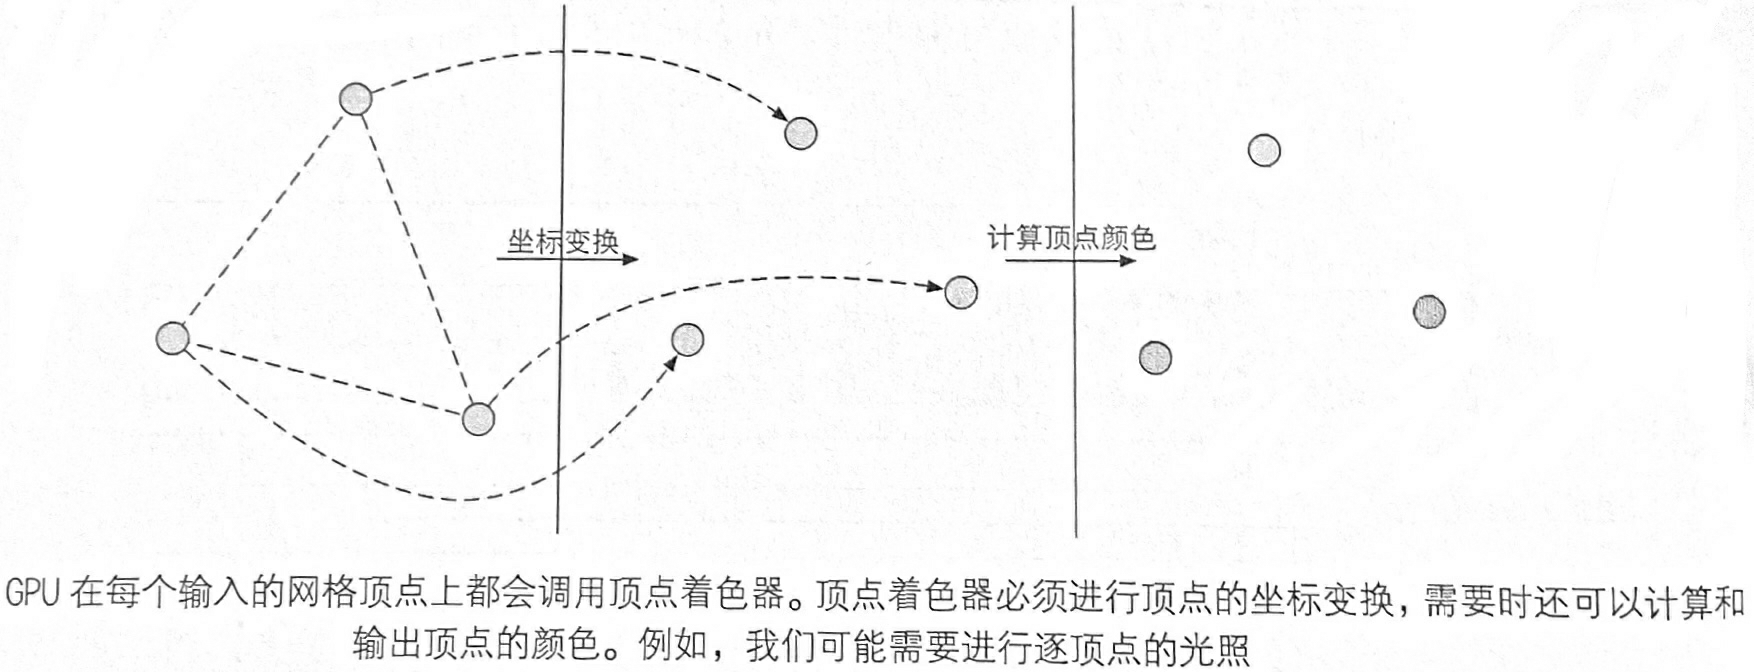 坐标变换
计算顶点颜色
GPU 在每个输入的网格顶点上都会调用顶点着色器。顶点着色器必须进行顶点的坐标变换，需要时还可以计算和
输出顶点的颜色。例如，我们可能需要进行逐顶点的光照